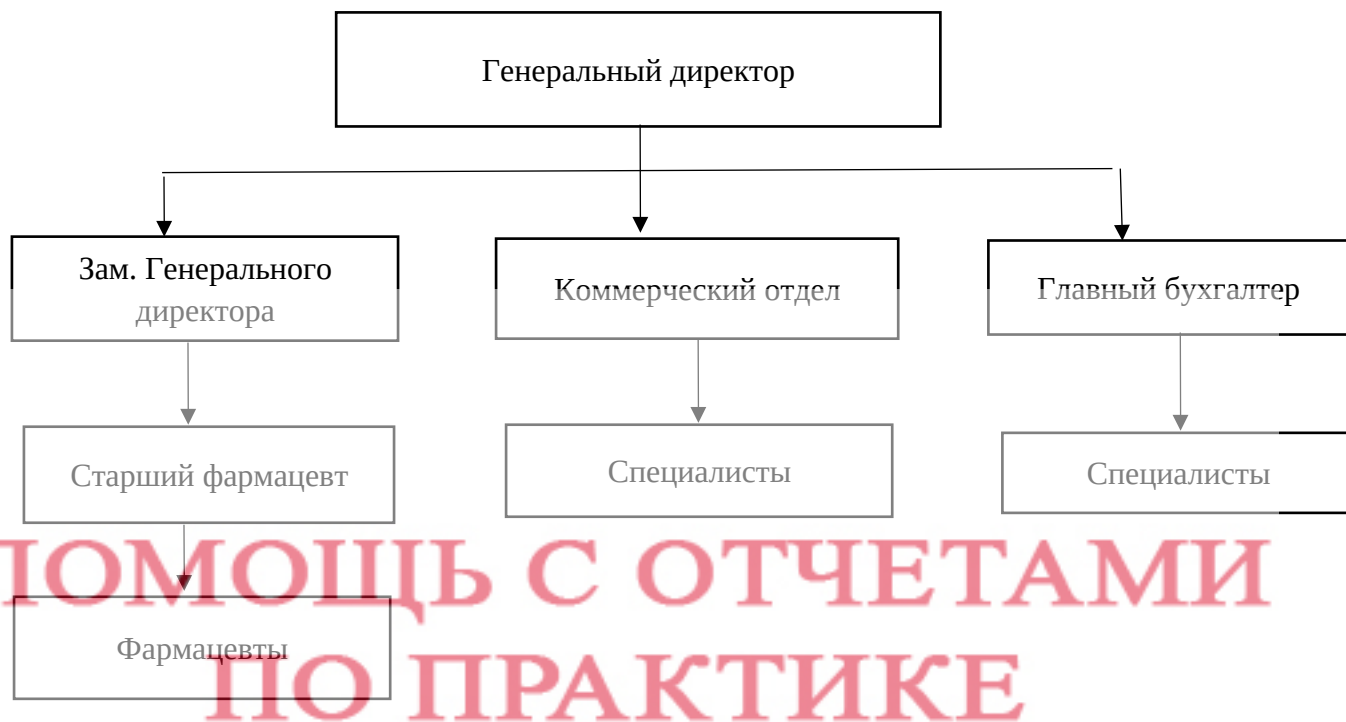 Генеральный директор
Зам. Генерального
директора
Коммерческий отдел
Главный бухгалтер
Старший фармацевт
Специалисты
Специалисты
ПОМОЩЬ С ОТЧЕТАМИ
Фармацевты
ПО ПРАКТИКЕ